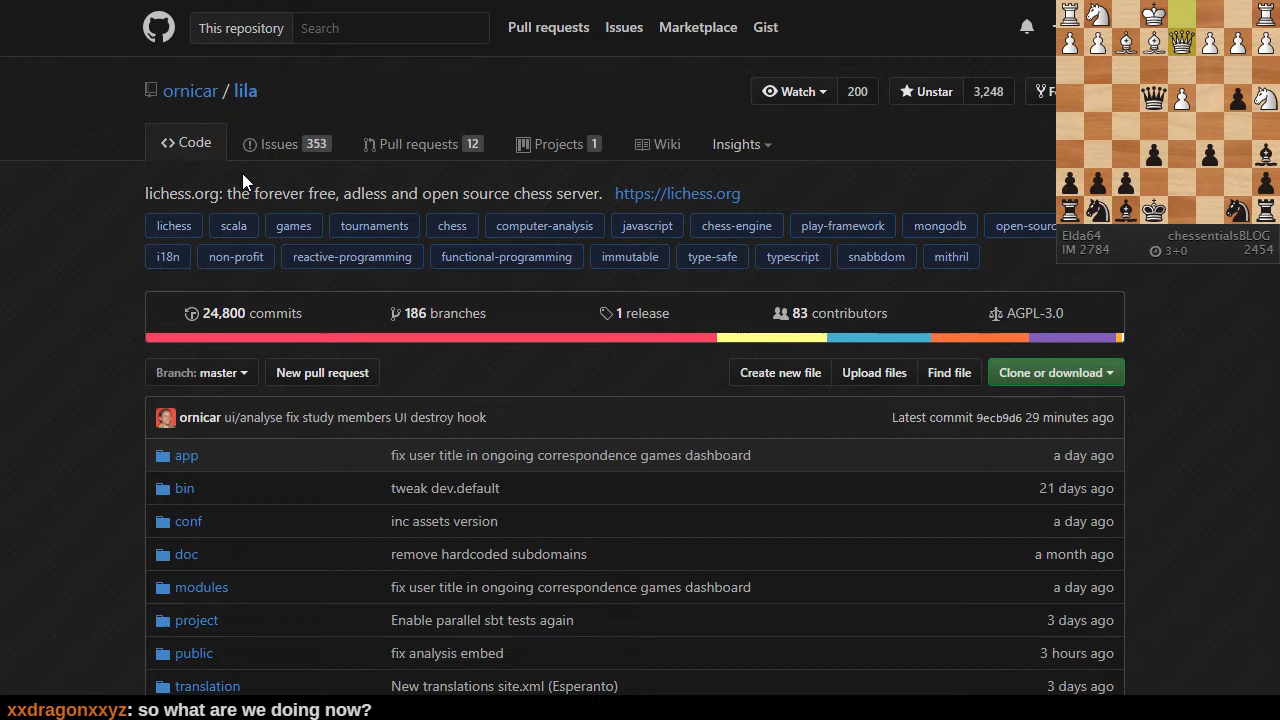 This repository
Search
Pull requests
Issues
Marketplace
Gist
ornicar / lila
Watch
200
Unstar
3,248
Code
Issues 353
Pull requests 12
Projects 1
Wiki
Insights
lichess.org: the forever free, adless and open source chess server. https://lichess.org
lichess
scala
games
tournaments
chess
computer-analysis
javascript
chess-engine
play-framework
mongodb
i18n
non-profit
reactive-programming
functional-programming
immutable
type-safe
typescript
snabbdom
mithril
Elda64
IM 2784
3+0
chessentialsBLOG
2454
24,800 commits
186 branches
1 release
83 contributors
AGPL-3.0
Branch: master
New pull request
Create new file
Upload files
Find file
Clone or download
ornicar ui/analyse fix study members UI destroy hook
Latest commit 9ecb9d6 29 minutes ago
app fix user title in ongoing correspondence games dashboard a day ago
bin tweak dev.default 21 days ago
conf inc assets version a day ago
doc remove hardcoded subdomains a month ago
modules fix user title in ongoing correspondence games dashboard a day ago
project Enable parallel sbt tests again 3 days ago
public fix analysis embed 3 hours ago
translation New translations site.xml (Esperanto) 3 days ago
xxdragonxxyz: so what are we doing now?